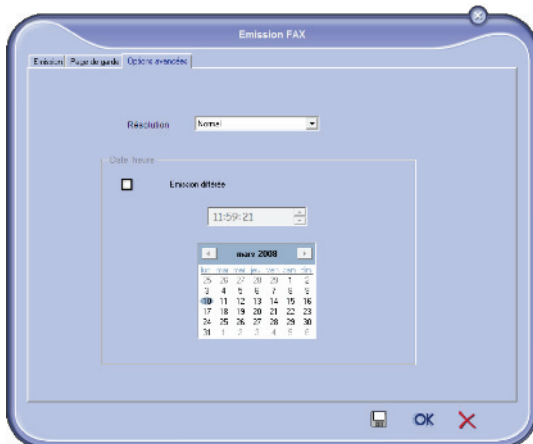 Emission FAX
Emission Page de garde Options avancées
Résolution Normal
Date heure
Emission différée
11:59:21
mars 2008
lun. mar. mer. jeu. ven. sam. dim.
25 26 27 28 29 1 2
3 4 5 6 7 8 9
10 11 12 13 14 15 16
17 18 19 20 21 22 23
24 25 26 27 28 29 30
31 1 2 3 4 5 6
OK